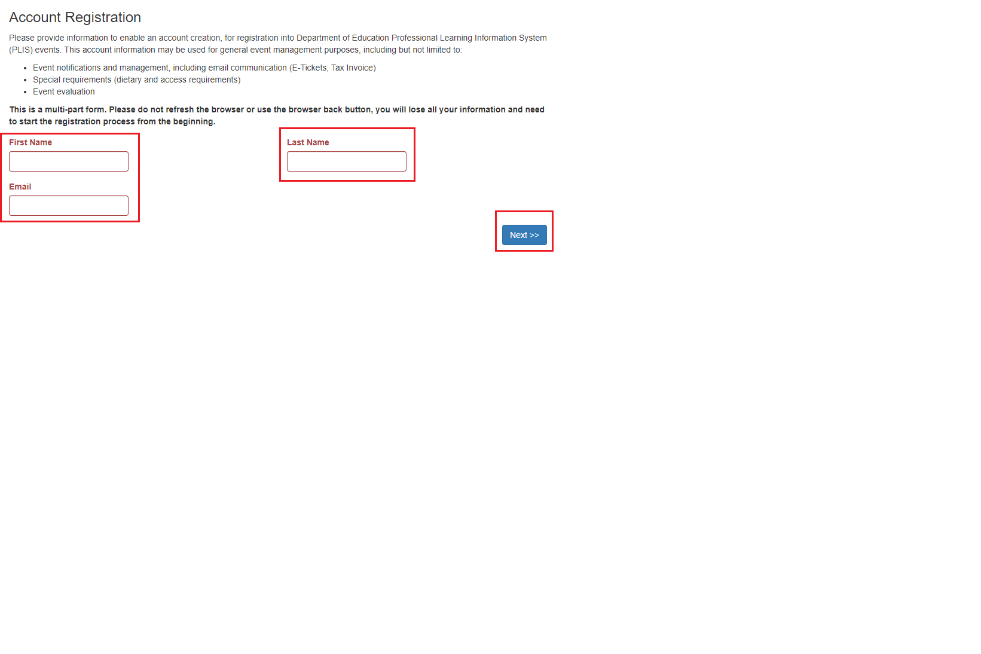 Account Registration
Please provide information to enable an account creation, for registration into Department of Education Professional Learning Information System
(PLIS) events. This account information may be used for general event management purposes, including but not limited to:
• Event notifications and management, including email communication (E-Tickets, Tax Invoice)
• Special requirements (dietary and access requirements)
• Event evaluation
This is a multi-part form. Please do not refresh the browser or use the browser back button, you will lose all your information and need
to start the registration process from the beginning.
First Name
Last Name
Email
Next >>